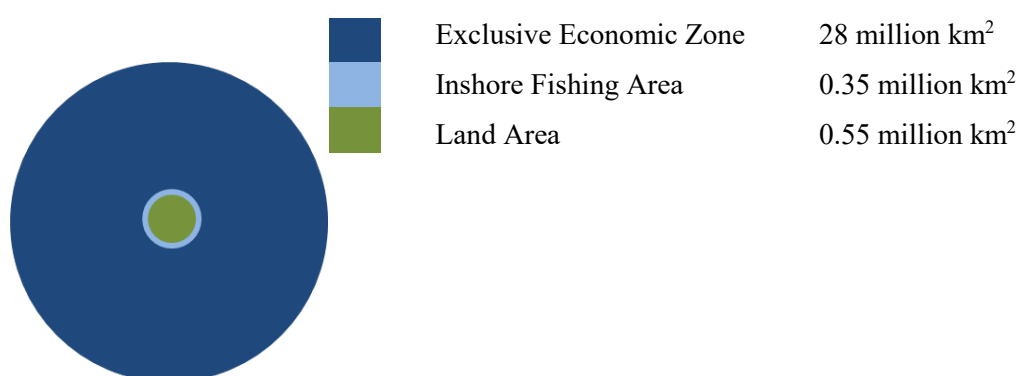 Exclusive Economic Zone 28 million km²
Inshore Fishing Area 0.35 million km²
Land Area 0.55 million km²